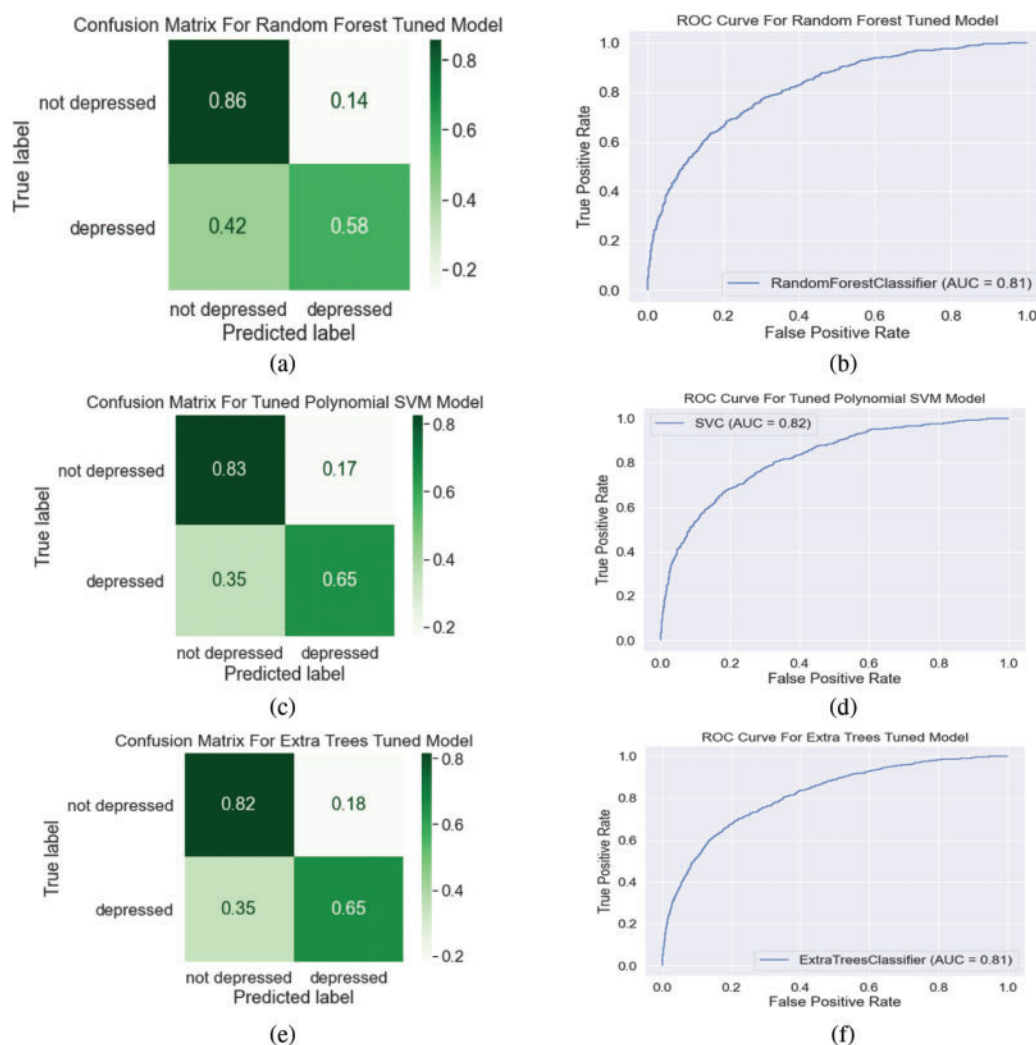 Confusion Matrix For Random Forest Tuned Model
True label
not depressed
depressed
0.86
0.14
0.42
0.58
0.8
0.6
0.4
0.2
not depressed
depressed
Predicted label
(a)
ROC Curve For Random Forest Tuned Model
True Positive Rate
1.0
0.8
0.6
0.4
0.2
0.0
RandomForestClassifier (AUC = 0.81)
0.0
0.2
0.4
0.6
0.8
1.0
False Positive Rate
(b)
Confusion Matrix For Tuned Polynomial SVM Model
True label
not depressed
depressed
0.83
0.17
0.35
0.65
0.8
0.6
0.4
0.2
not depressed
depressed
Predicted label
(c)
ROC Curve For Tuned Polynomial SVM Model
True Positive Rate
1.0
0.8
0.6
0.4
0.2
0.0
SVC (AUC = 0.82)
0.0
0.2
0.4
0.6
0.8
1.0
False Positive Rate
(d)
Confusion Matrix For Extra Trees Tuned Model
True label
not depressed
depressed
0.82
0.18
0.35
0.65
0.8
0.6
0.4
0.2
not depressed
depressed
Predicted label
(e)
ROC Curve For Extra Trees Tuned Model
True Positive Rate
1.0
0.8
0.6
0.4
0.2
0.0
ExtraTreesClassifier (AUC = 0.81)
0.0
0.2
0.4
0.6
0.8
1.0
False Positive Rate
(f)